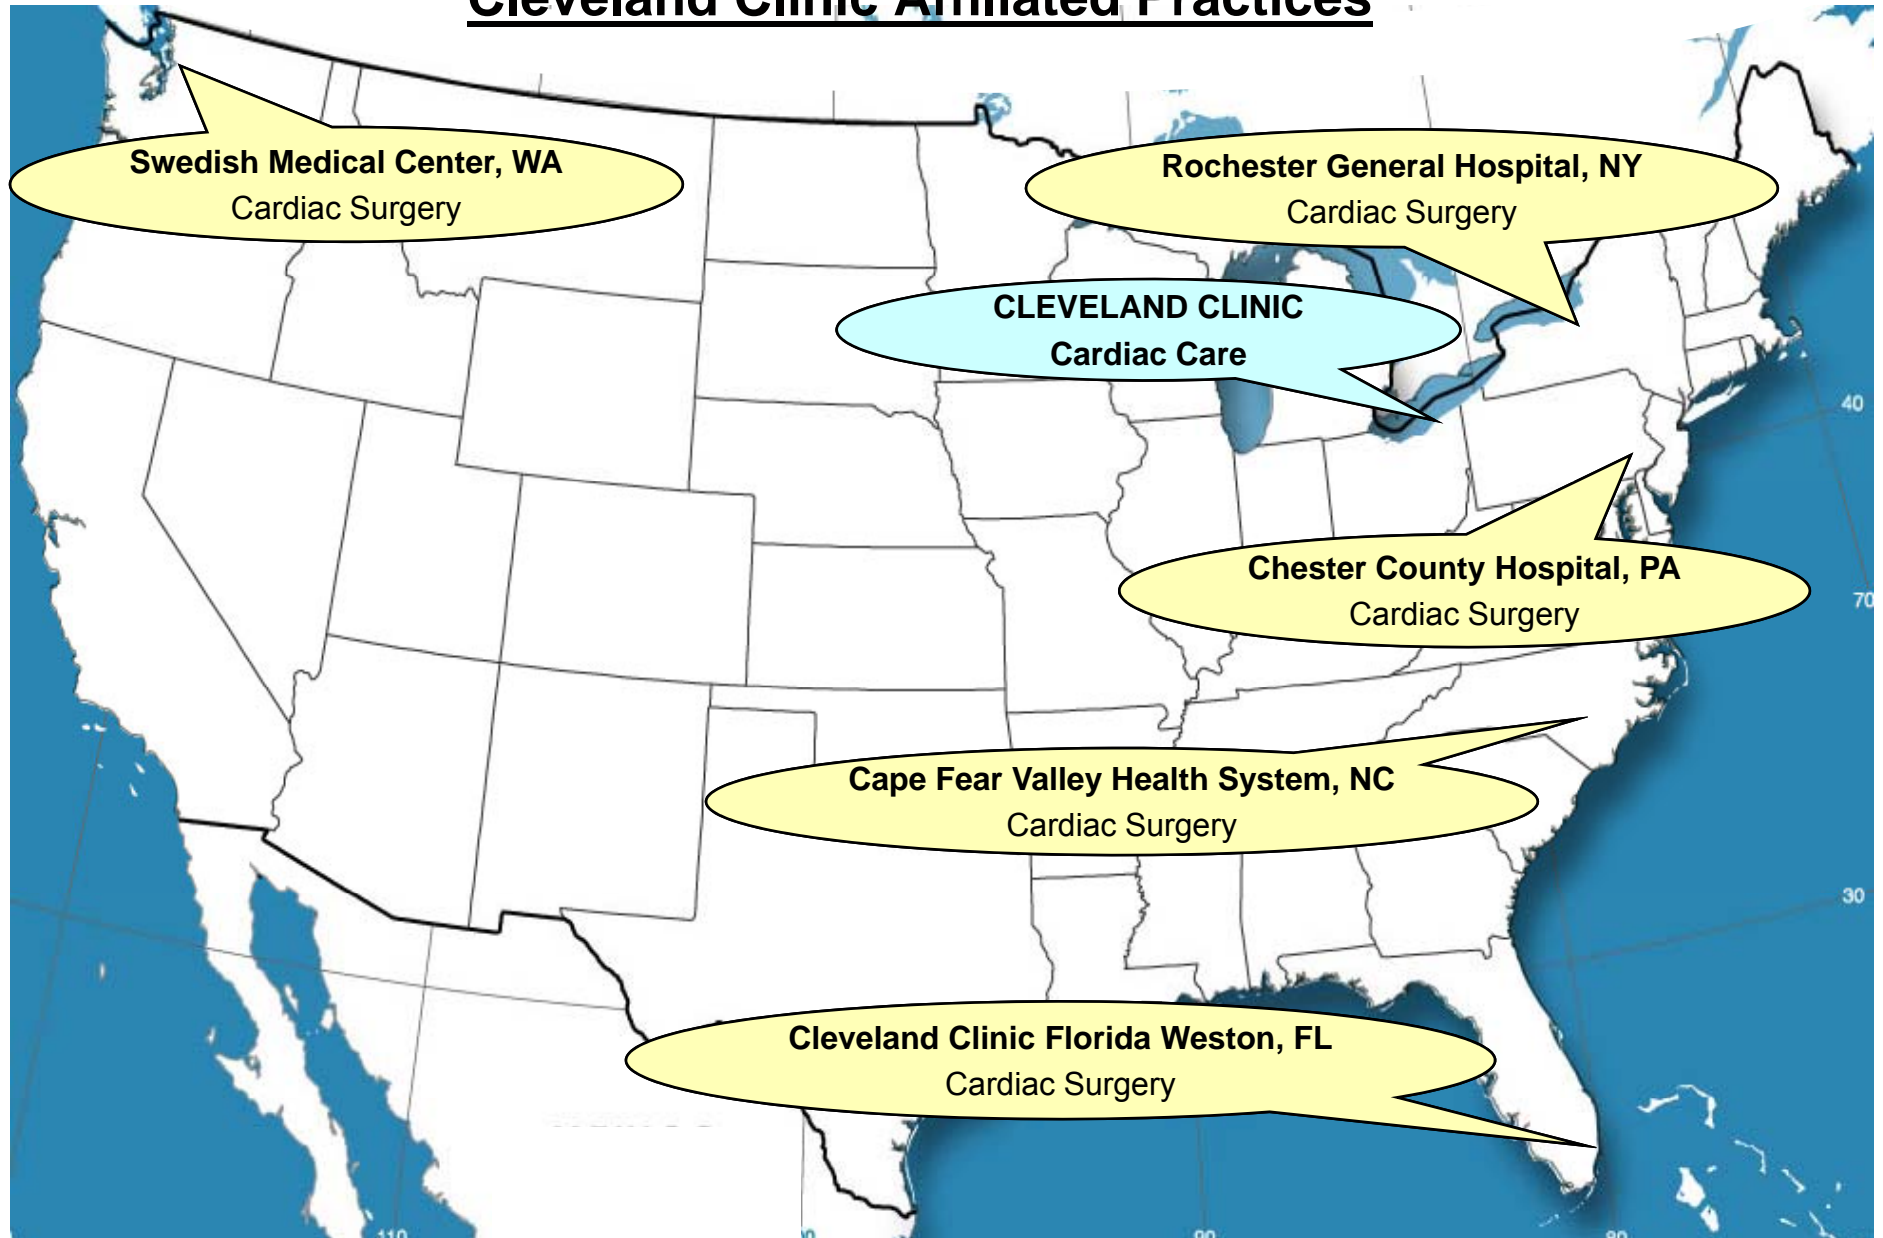 Cleveland Clinic Affiliated Practices
Swedish Medical Center, WA
Cardiac Surgery
Rochester General Hospital, NY
Cardiac Surgery
CLEVELAND CLINIC
Cardiac Care
40
Chester County Hospital, PA
Cardiac Surgery
70
Cape Fear Valley Health System, NC
Cardiac Surgery
30
Cleveland Clinic Florida Weston, FL
Cardiac Surgery
110
90
80